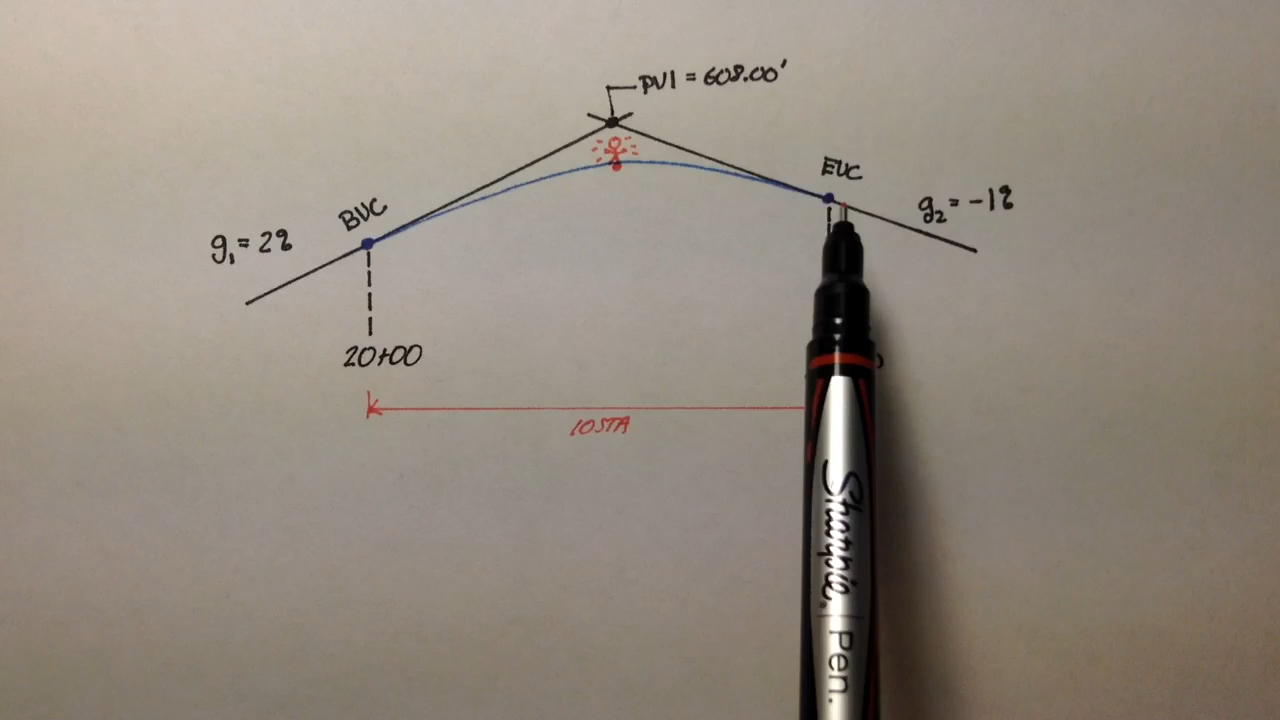 PVI = 608.00'
EVC
BVC
g₂ = -1%
g₁ = 2%
20+00
10STA
Sharpie. Pen.